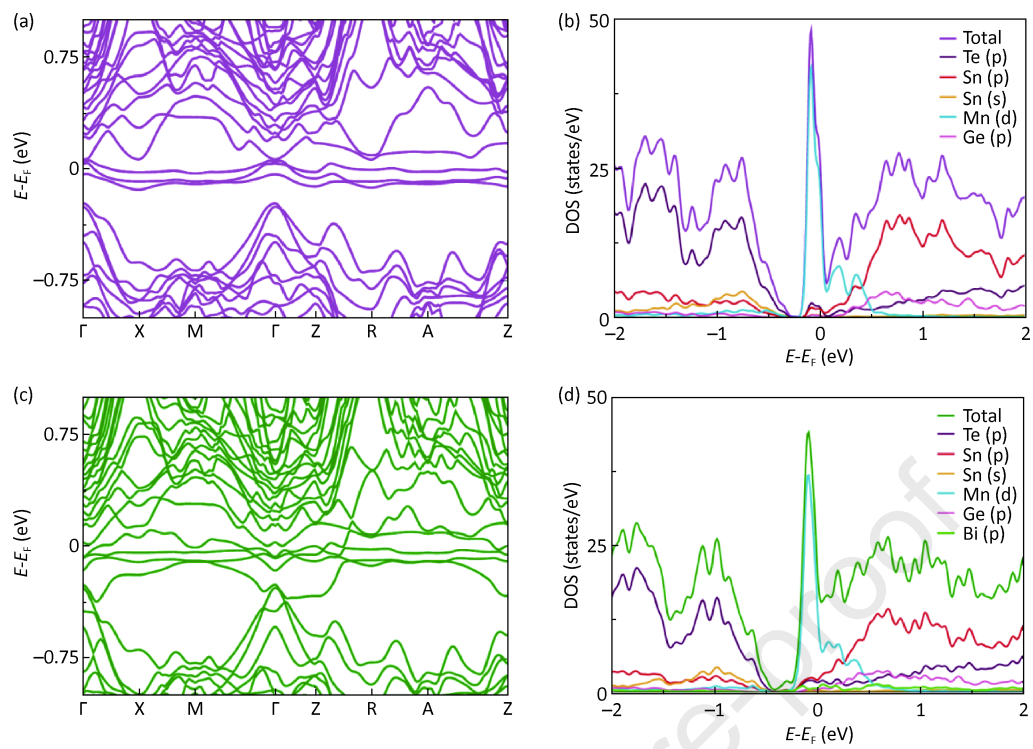 (a)
0.75
0
−0.75
E-EF (eV)
Γ X M Γ Z R A Z
(b)
50
25
0
DOS (states/eV)
Total
Te (p)
Sn (p)
Sn (s)
Mn (d)
Ge (p)
−2 −1 0 1 2
E-EF (eV)
(c)
0.75
0
−0.75
E-EF (eV)
Γ X M Γ Z R A Z
(d)
50
25
0
DOS (states/eV)
Total
Te (p)
Sn (p)
Sn (s)
Mn (d)
Ge (p)
Bi (p)
−2 −1 0 1 2
E-EF (eV)
e-proof